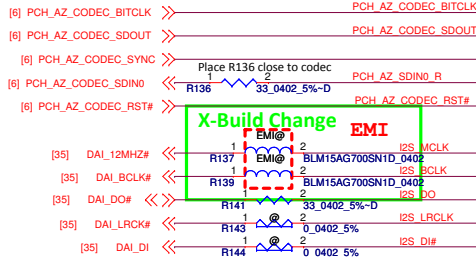 [6] PCH_AZ_CODEC_BITCLK PCH_AZ_CODEC_BITCLK
[6] PCH_AZ_CODEC_SDOUT PCH_AZ_CODEC_SDOUT
[6] PCH_AZ_CODEC_SYNC
Place R136 close to codec
[6] PCH_AZ_CODEC_SDIN0 1 2 PCH_AZ_SDIN0_R
R136 33_0402_5%~D
[6] PCH_AZ_CODEC_RST# PCH_AZ_CODEC_RST#
X-Build Change EMI
EMI@
[35] DAI_12MHZ# 1 2 I2S_MCLK
R137 EMI@ BLM15AG700SN1D_0402
[35] DAI_BCLK# 1 2 I2S_BCLK
R139 BLM15AG700SN1D_0402
[35] DAI_DO# 1 2 I2S_DO
R141 33_0402_5%~D
[35] DAI_LRCK# 1 @ 2 I2S_LRCLK
R143 0_0402_5%
[35] DAI_DI 1 @ 2 I2S_DI#
R144 0_0402_5%